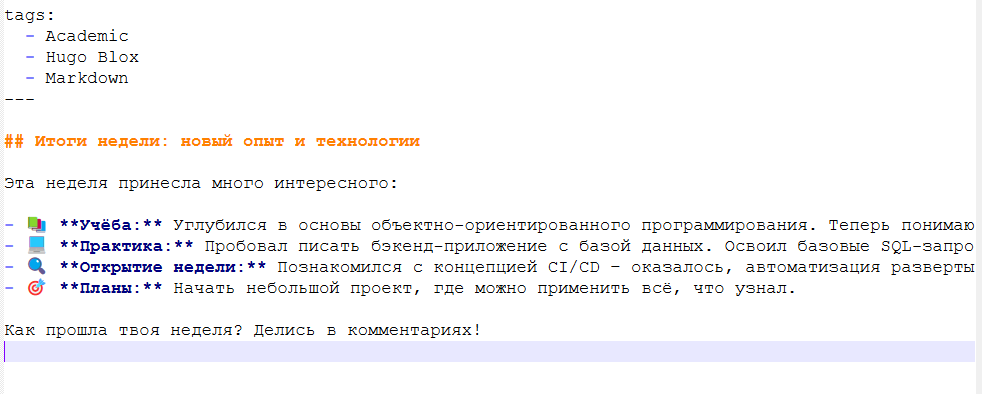 tags:
- Academic
- Hugo Blox
- Markdown
---
## Итоги недели: новый опыт и технологии
Эта неделя принесла много интересного:
- 📚 **Учёба:** Углубился в основы объектно-ориентированного программирования. Теперь понимаю
- 💻 **Практика:** Пробовал писать бэкенд-приложение с базой данных. Освоил базовые SQL-запро
- 🔍 **Открытие недели:** Познакомился с концепцией CI/CD – оказалось, автоматизация разверты
- 🎯 **Планы:** Начать небольшой проект, где можно применить всё, что узнал.
Как прошла твоя неделя? Делись в комментариях!